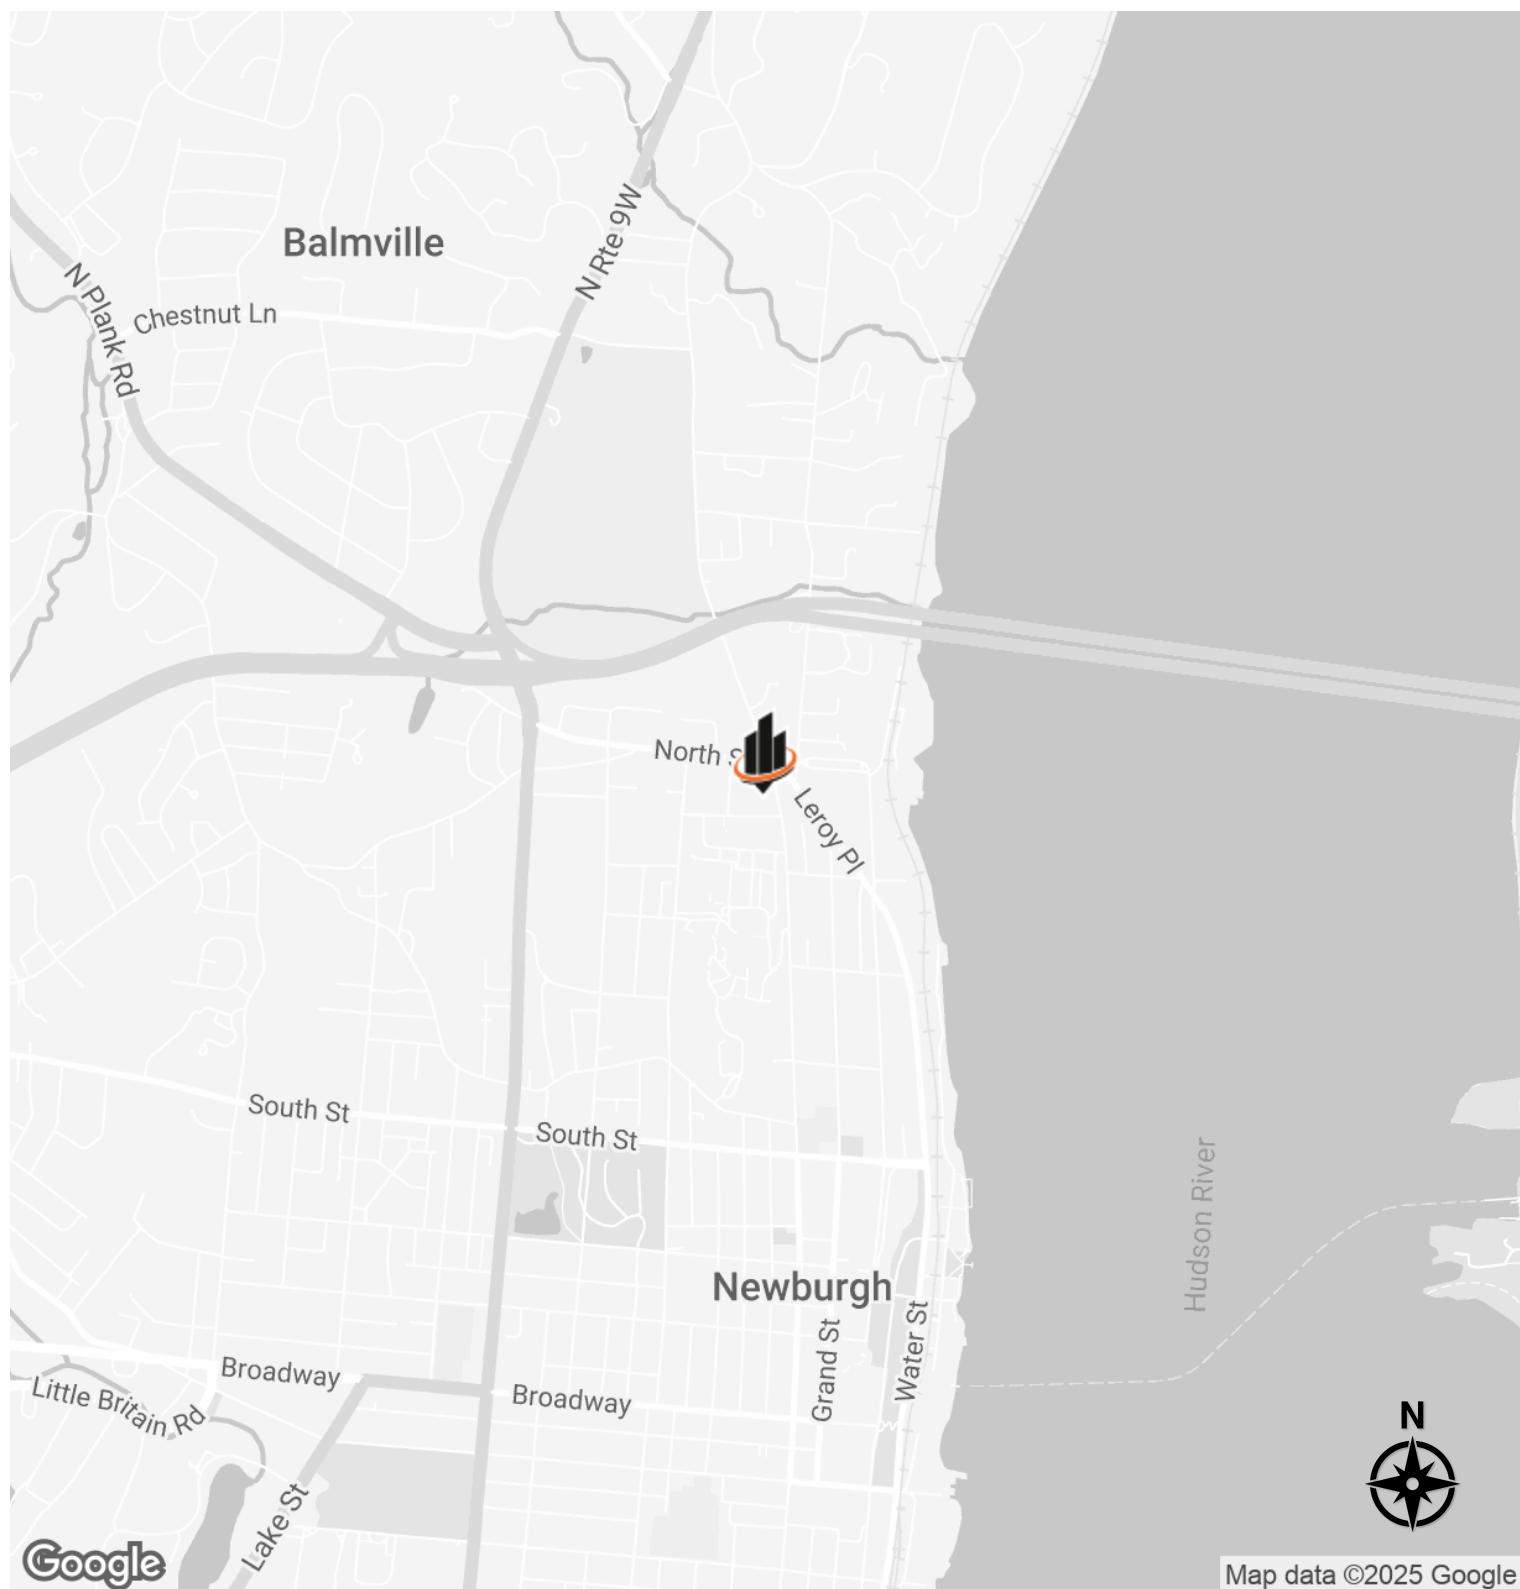 Balmville
N Rte 9W
N Plank Rd
Chestnut Ln
North S
Leroy Pl
South St
South St
Hudson River
Newburgh
Grand St
Water St
Broadway
Broadway
Little Britain Rd
Lake St
N
Google
Map data ©2025 Google